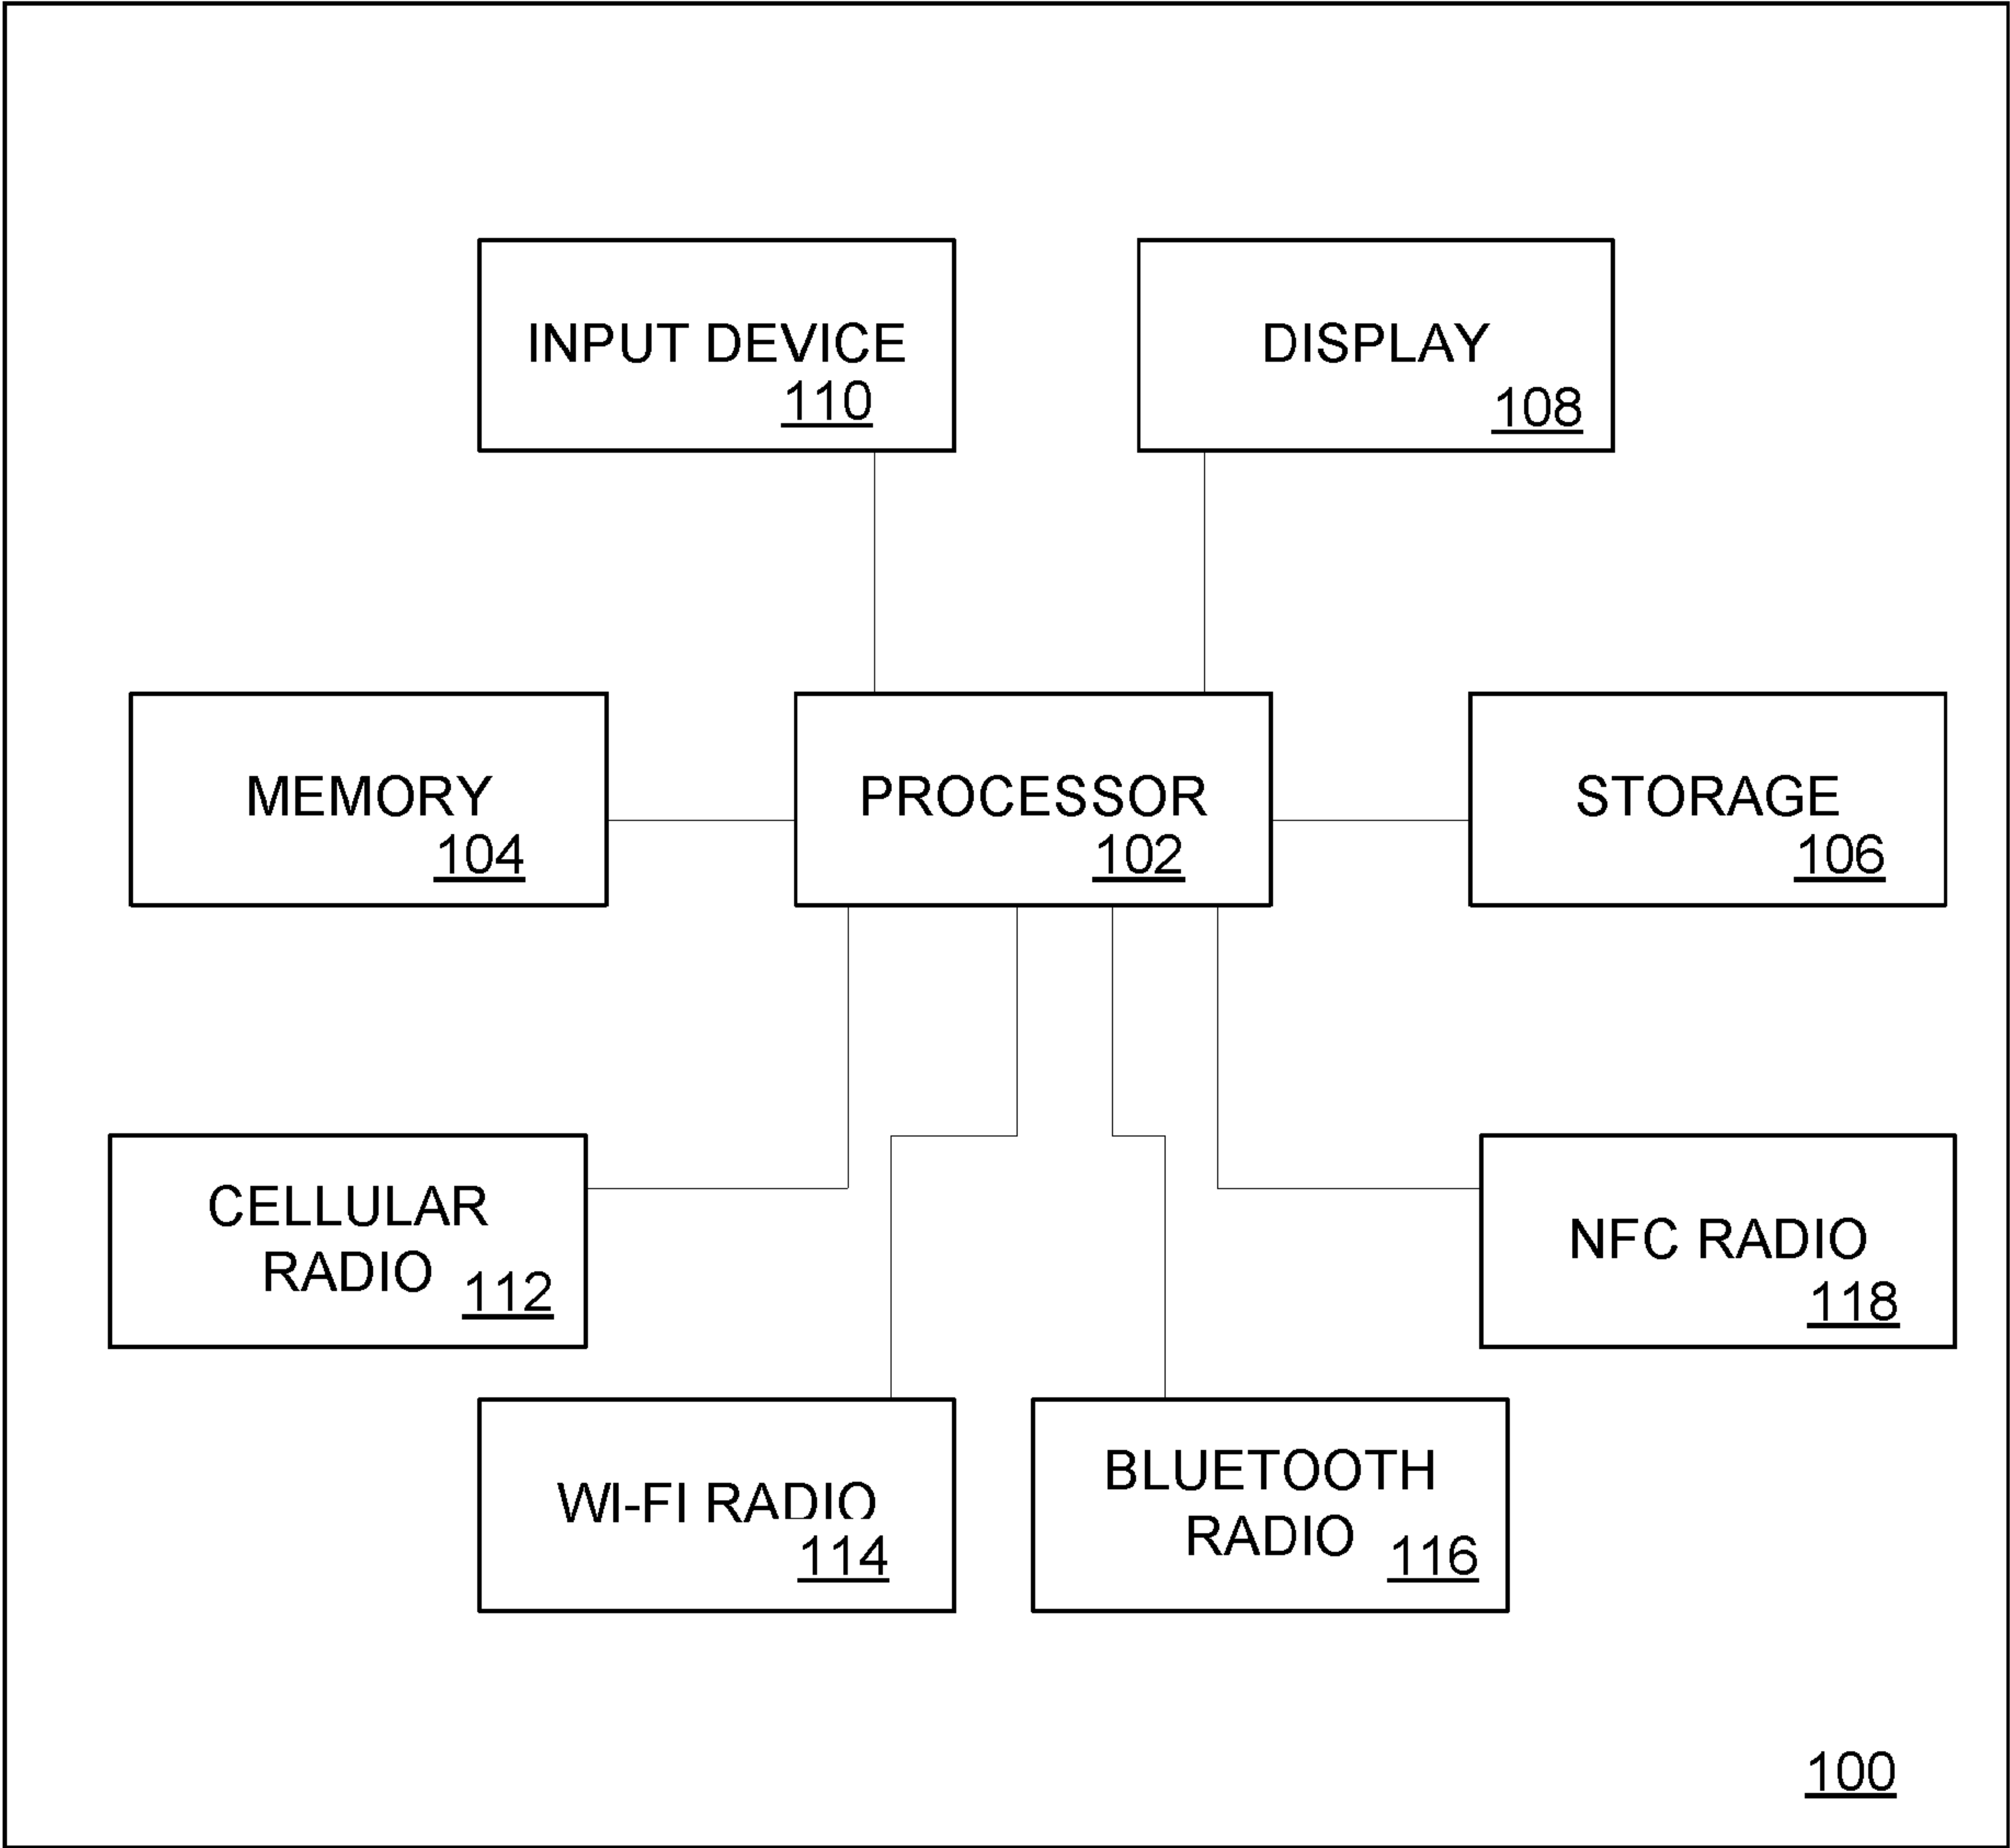 INPUT DEVICE
110
DISPLAY
108
MEMORY
104
PROCESSOR
102
STORAGE
106
CELLULAR
RADIO 112
NFC RADIO
118
WI-FI RADIO
114
BLUETOOTH
RADIO 116
100